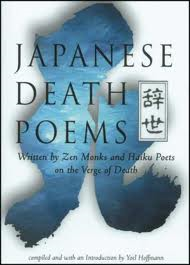 JAPANESE
DEATH
POEMS
辞世
Written by Zen Monks and Haiku Poets
on the Verge of Death
compiled and with an Introduction by Yoel Hoffmann